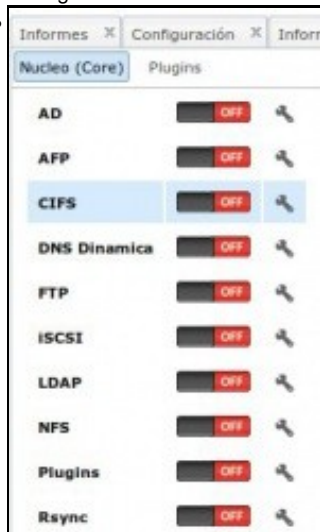 Informes X Configuración X Inform
Nucleo (Core) Plugins
AD OFF
AFP OFF
CIFS OFF
DNS Dinamica OFF
FTP OFF
iSCSI OFF
LDAP OFF
NFS OFF
Plugins OFF
Rsync OFF